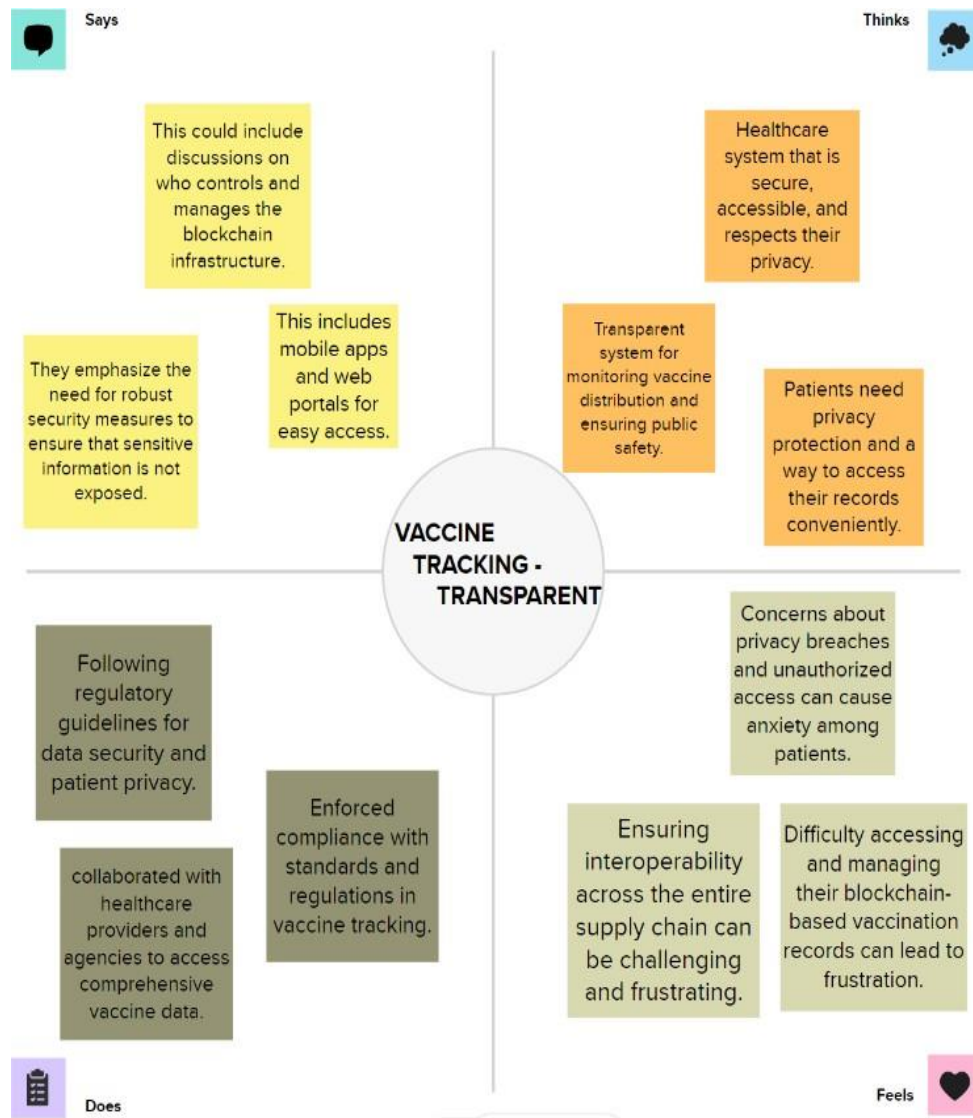 Says
Thinks
This could include
discussions on
who controls and
manages the
blockchain
infrastructure.
This includes
mobile apps
and web
portals for
easy access.
They emphasize the
need for robust
security measures to
ensure that sensitive
information is not
exposed.
Healthcare
system that is
secure,
accessible, and
respects their
privacy.
Transparent
system for
monitoring vaccine
distribution and
ensuring public
safety.
Patients need
privacy
protection and a
way to access
their records
conveniently.
VACCINE
TRACKING -
TRANSPARENT
Following
regulatory
guidelines for
data security and
patient privacy.
Enforced
compliance with
standards and
regulations in
vaccine tracking.
collaborated with
healthcare
providers and
agencies to access
comprehensive
vaccine data.
Concerns about
privacy breaches
and unauthorized
access can cause
anxiety among
patients.
Ensuring
interoperability
across the entire
supply chain can
be challenging
and frustrating.
Difficulty accessing
and managing
their blockchain-
based vaccination
records can lead to
frustration.
Does
Feels